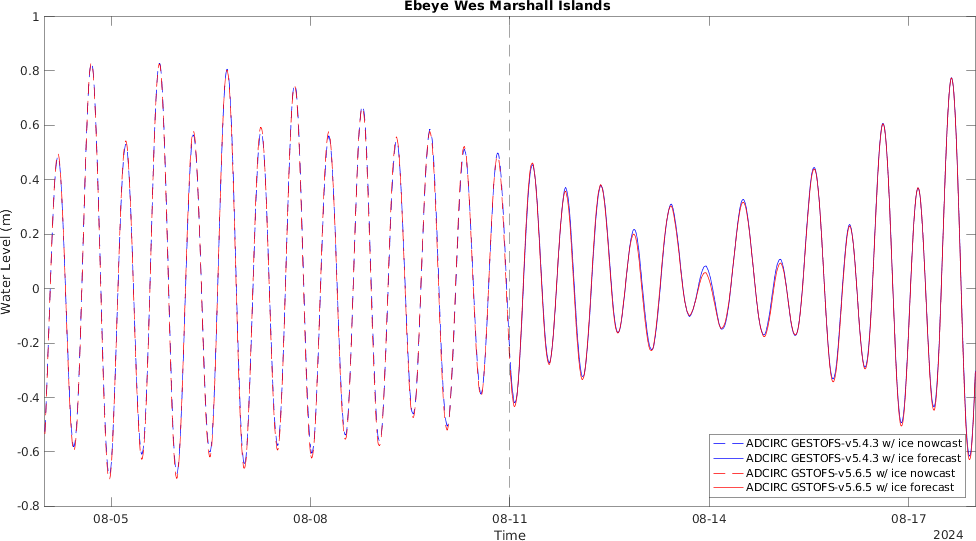 Ebeye Wes Marshall Islands
1
0.8
0.6
0.4
0.2
0
-0.2
-0.4
-0.6
-0.8
Water Level (m)
08-05
08-08
08-11
08-14
08-17
Time
2024
ADCIRC GESTOFS-v5.4.3 w/ ice nowcast
ADCIRC GESTOFS-v5.4.3 w/ ice forecast
ADCIRC GSTOFS-v5.6.5 w/ ice nowcast
ADCIRC GSTOFS-v5.6.5 w/ ice forecast